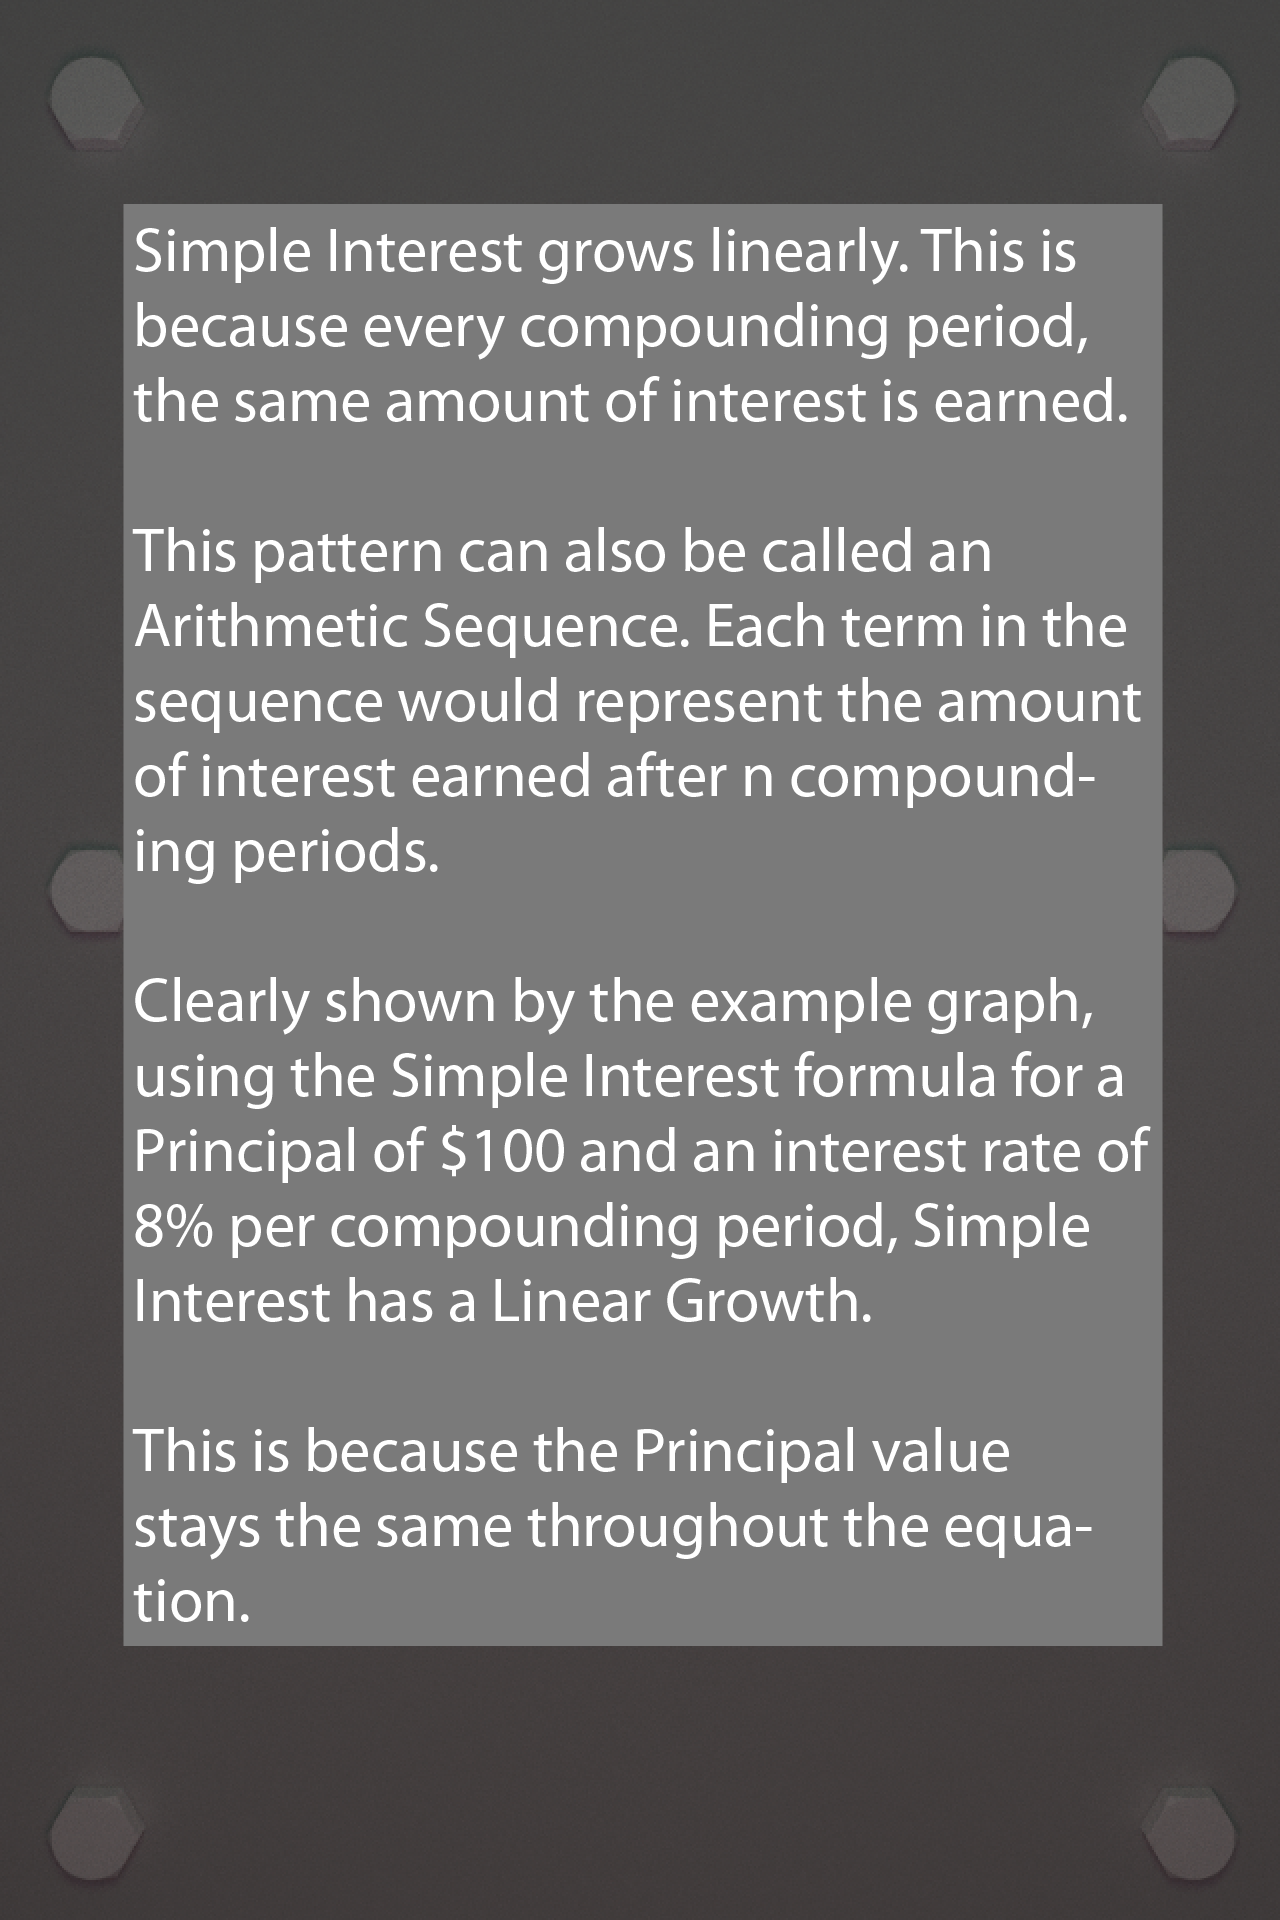 Simple Interest grows linearly. This is
because every compounding period,
the same amount of interest is earned.
This pattern can also be called an
Arithmetic Sequence. Each term in the
sequence would represent the amount
of interest earned after n compound-
ing periods.
Clearly shown by the example graph,
using the Simple Interest formula for a
Principal of $100 and an interest rate of
8% per compounding period, Simple
Interest has a Linear Growth.
This is because the Principal value
stays the same throughout the equa-
tion.